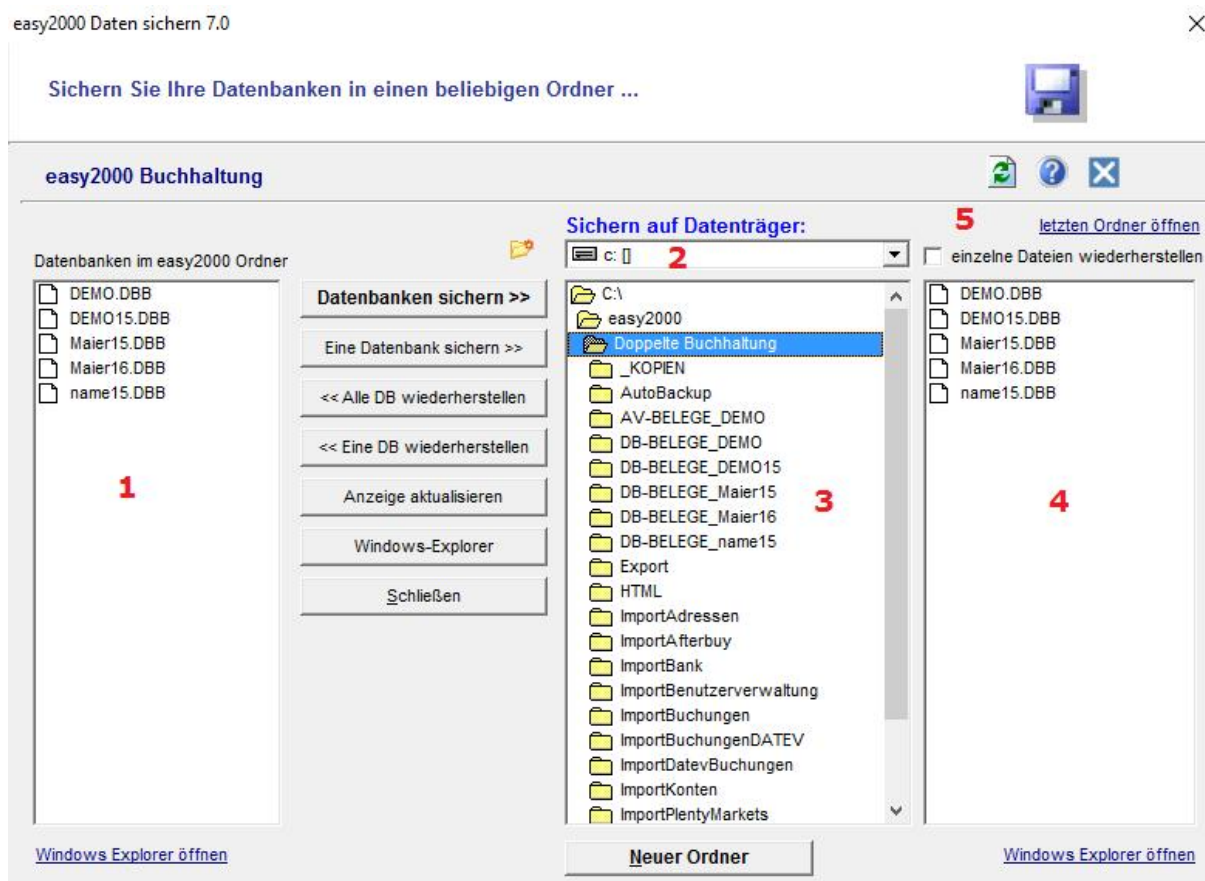 easy2000 Daten sichern 7.0
Sichern Sie Ihre Datenbanken in einen beliebigen Ordner ...
easy2000 Buchhaltung
Datenbanken im easy2000 Ordner
DEMO.DBB
DEMO15.DBB
Maier15.DBB
Maier16.DBB
name15.DBB
1
Windows Explorer öffnen
Datenbanken sichern >>
Eine Datenbank sichern >>
<< Alle DB wiederherstellen
<< Eine DB wiederherstellen
Anzeige aktualisieren
Windows-Explorer
Schließen
Sichern auf Datenträger:
c: [] 2
C:\
easy2000
Doppelte Buchhaltung
_KOPIEN
AutoBackup
AV-BELEGE_DEMO
DB-BELEGE_DEMO
DB-BELEGE_DEMO15
DB-BELEGE_Maier15
DB-BELEGE_Maier16
DB-BELEGE_name15
3
Export
HTML
ImportAdressen
ImportAfterbuy
ImportBank
ImportBenutzerverwaltung
ImportBuchungen
ImportBuchungenDATEV
ImportDatevBuchungen
ImportKonten
ImportPlentyMarkets
Neuer Ordner
5 letzten Ordner öffnen
einzelne Dateien wiederherstellen
DEMO.DBB
DEMO15.DBB
Maier15.DBB
Maier16.DBB
name15.DBB
4
Windows Explorer öffnen